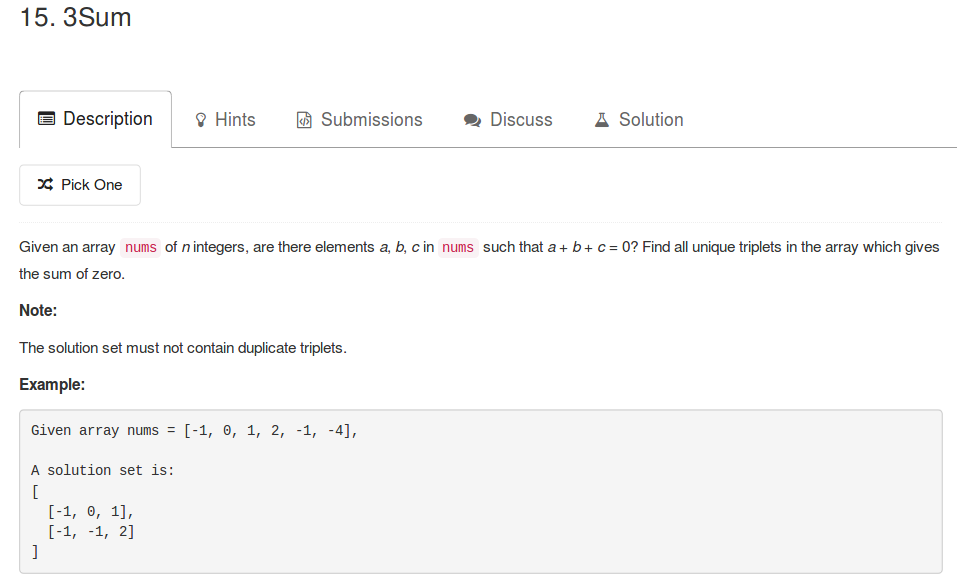 15. 3Sum
Description
Hints
Submissions
Discuss
Solution
Pick One
Given an array nums of n integers, are there elements a, b, c in nums such that a + b + c = 0? Find all unique triplets in the array which gives
the sum of zero.
Note:
The solution set must not contain duplicate triplets.
Example:
Given array nums = [-1, 0, 1, 2, -1, -4],
A solution set is:
[
  [-1, 0, 1],
  [-1, -1, 2]
]